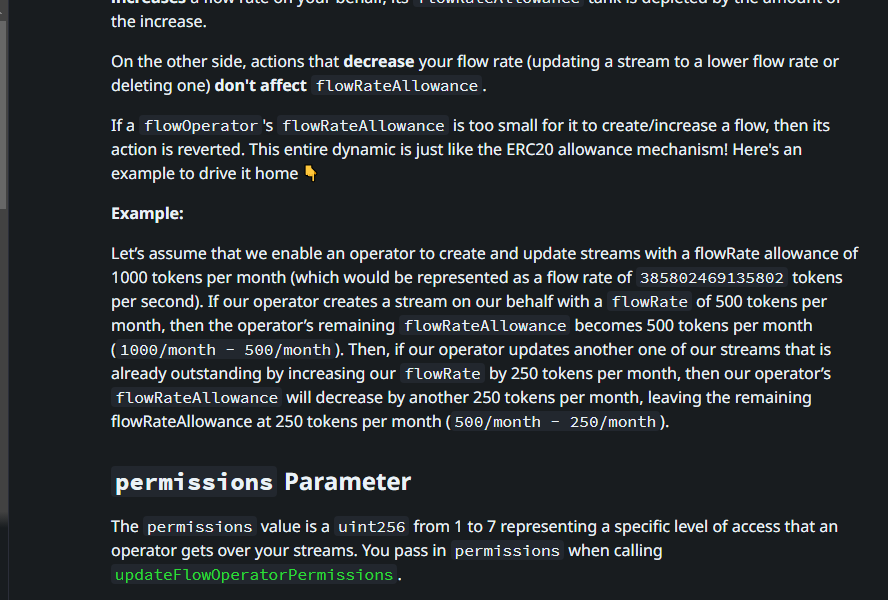 increases a flow rate on your behalf, its flowRateAllowance tank is depleted by the amount of
the increase.
On the other side, actions that decrease your flow rate (updating a stream to a lower flow rate or
deleting one) don't affect flowRateAllowance.
If a flowOperator's flowRateAllowance is too small for it to create/increase a flow, then its
action is reverted. This entire dynamic is just like the ERC20 allowance mechanism! Here's an
example to drive it home 👇
Example:
Let’s assume that we enable an operator to create and update streams with a flowRate allowance of
1000 tokens per month (which would be represented as a flow rate of 385802469135802 tokens
per second). If our operator creates a stream on our behalf with a flowRate of 500 tokens per
month, then the operator’s remaining flowRateAllowance becomes 500 tokens per month
(1000/month - 500/month). Then, if our operator updates another one of our streams that is
already outstanding by increasing our flowRate by 250 tokens per month, then our operator’s
flowRateAllowance will decrease by another 250 tokens per month, leaving the remaining
flowRateAllowance at 250 tokens per month (500/month - 250/month).
permissions Parameter
The permissions value is a uint256 from 1 to 7 representing a specific level of access that an
operator gets over your streams. You pass in permissions when calling
updateFlowOperatorPermissions.